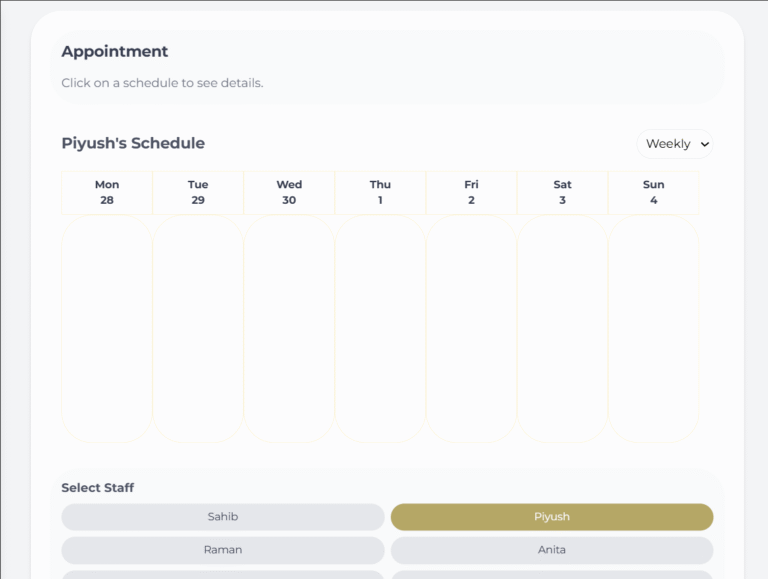 Appointment
Click on a schedule to see details.
Piyush's Schedule
Weekly
Mon Tue Wed Thu Fri Sat Sun
28 29 30 1 2 3 4
Select Staff
Sahib Piyush
Raman Anita